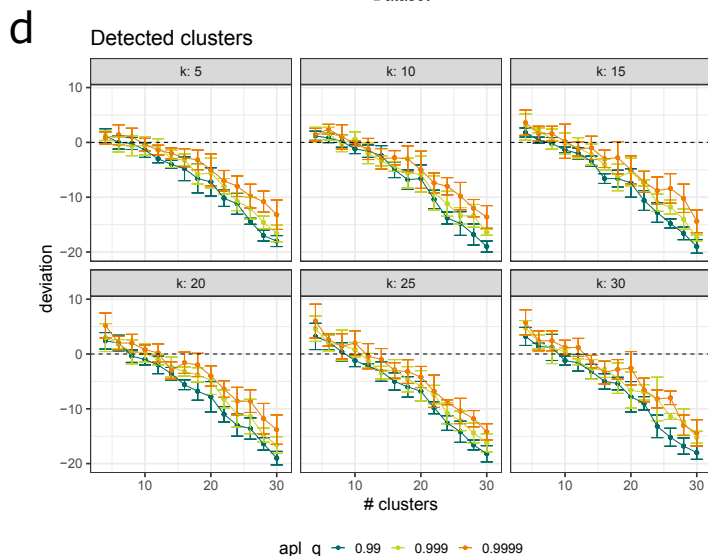 d
Detected clusters
k: 5 k: 10 k: 15
10
0
−10
−20
k: 20 k: 25 k: 30
10
0
−10
−20
deviation
10 20 30 10 20 30 10 20 30
# clusters
apl_q 0.99 0.999 0.9999